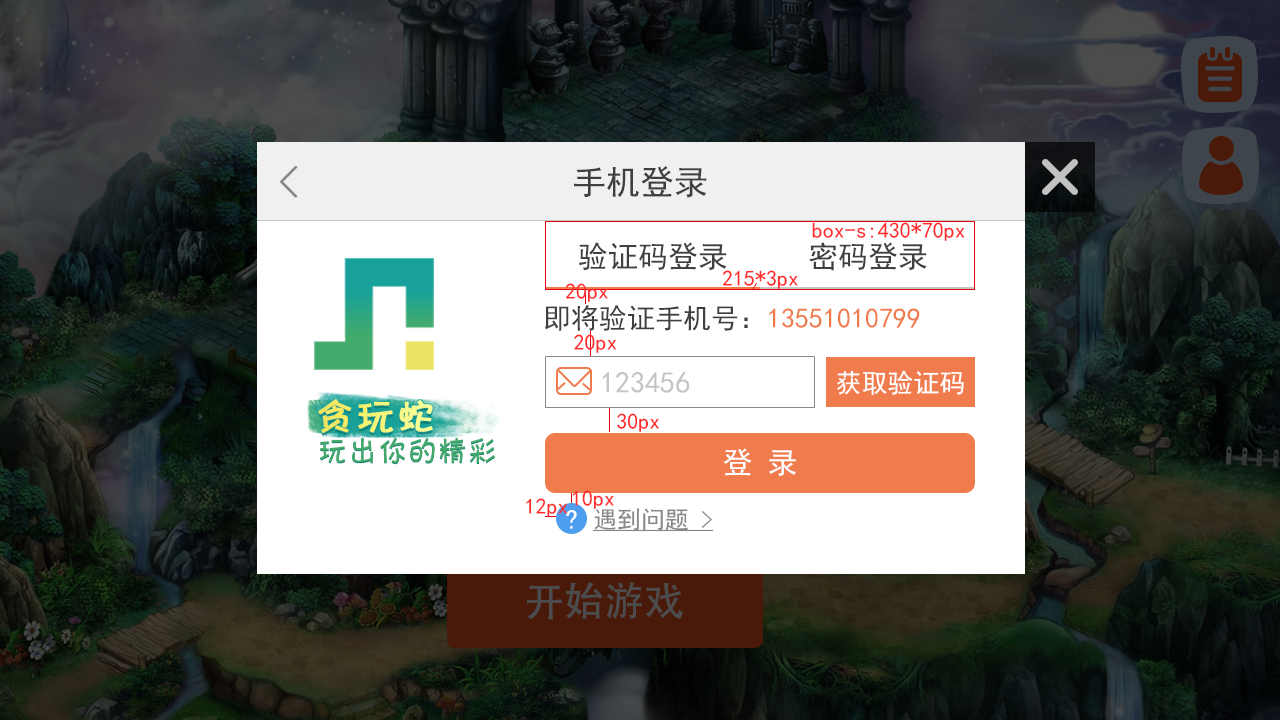 手机登录
box-s:430*70px
验证码登录
密码登录
215*3px
20px
即将验证手机号：13551010799
20px
123456
获取验证码
30px
登 录
10px
12px
? 遇到问题 >
贪玩蛇
玩出你的精彩
开始游戏